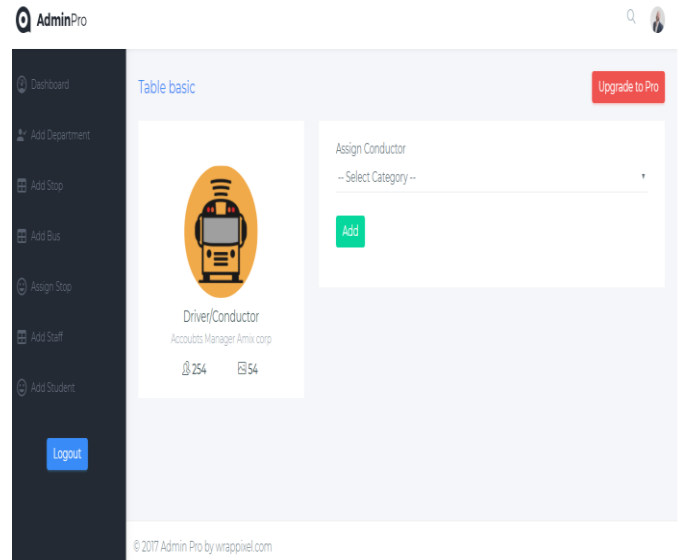 AdminPro
Dashboard
Add Department
Add Stop
Add Bus
Assign Stop
Add Staff
Add Student
Logout
Table basic
Upgrade to Pro
Driver/Conductor
Accoubts Manager Amix corp
254
54
Assign Conductor
-- Select Category --
Add
© 2017 Admin Pro by wrappixel.com